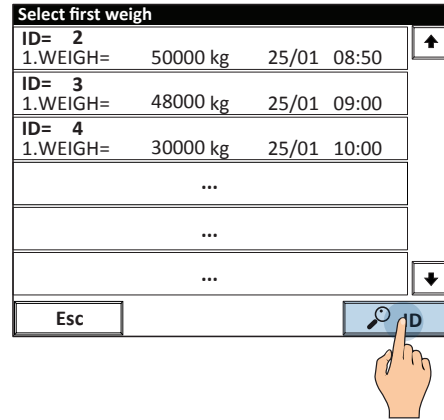 Select first weigh
ID= 2
1.WEIGH= 50000 kg 25/01 08:50
ID= 3
1.WEIGH= 48000 kg 25/01 09:00
ID= 4
1.WEIGH= 30000 kg 25/01 10:00
...
...
...
Esc ID